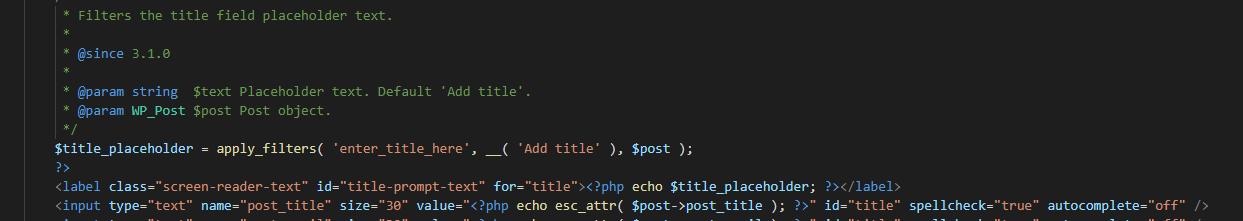 * Filters the title field placeholder text.
*
* @since 3.1.0
*
* @param string  $text Placeholder text. Default 'Add title'.
* @param WP_Post $post Post object.
*/
$title_placeholder = apply_filters( 'enter_title_here', __( 'Add title' ), $post );
?>
<label class="screen-reader-text" id="title-prompt-text" for="title"><?php echo $title_placeholder; ?></label>
<input type="text" name="post_title" size="30" value="<?php echo esc_attr( $post->post_title ); ?>" id="title" spellcheck="true" autocomplete="off" />